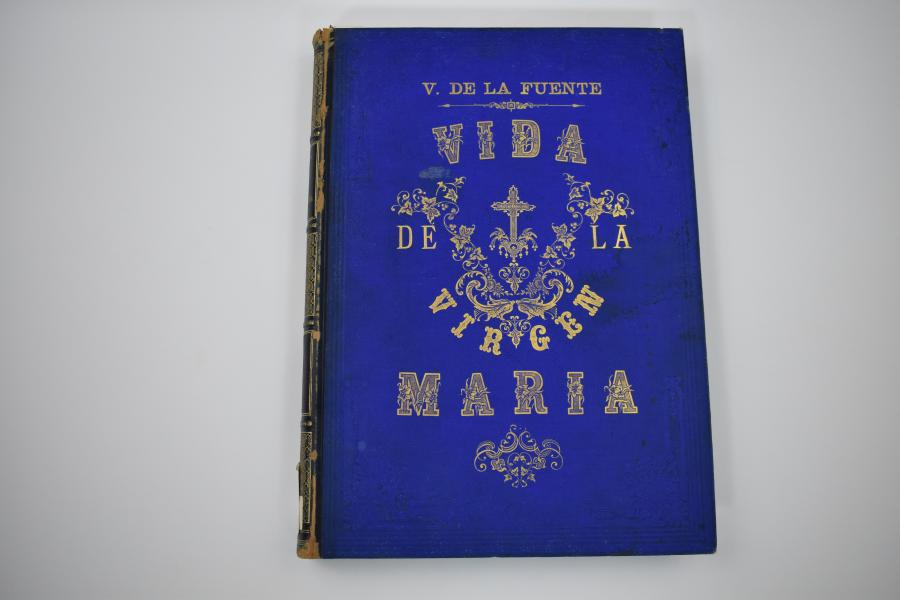 V. DE LA FUENTE
VIDA
DE LA
VIRGEN
MARIA